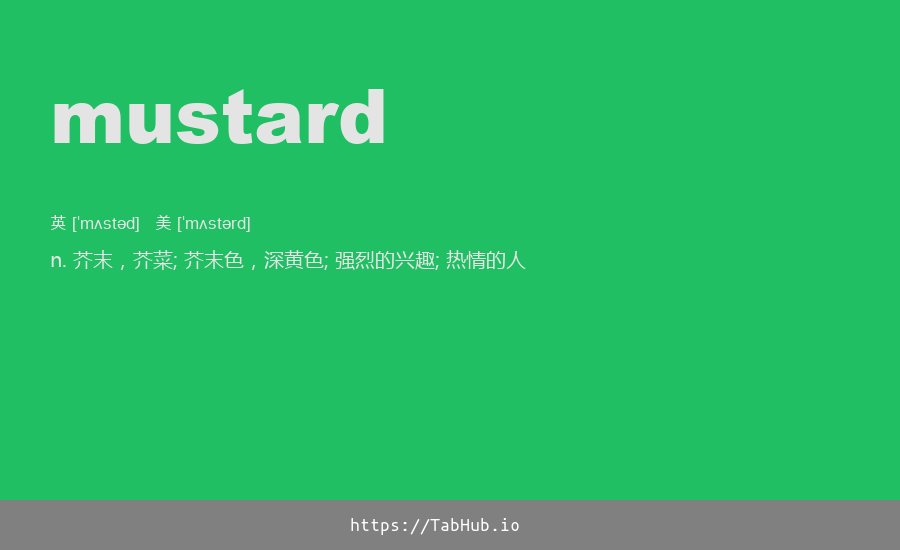 mustard
英 [ˈmʌstəd] 美 [ˈmʌstərd]
n. 芥末，芥菜; 芥末色，深黄色; 强烈的兴趣; 热情的人
https://TabHub.io